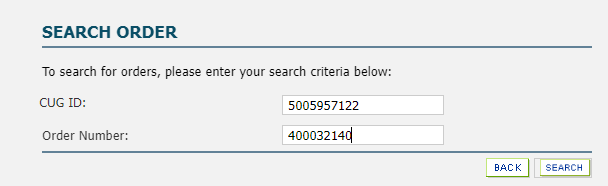 SEARCH ORDER
To search for orders, please enter your search criteria below:
CUG ID: 5005957122
Order Number: 400032140
BACK SEARCH